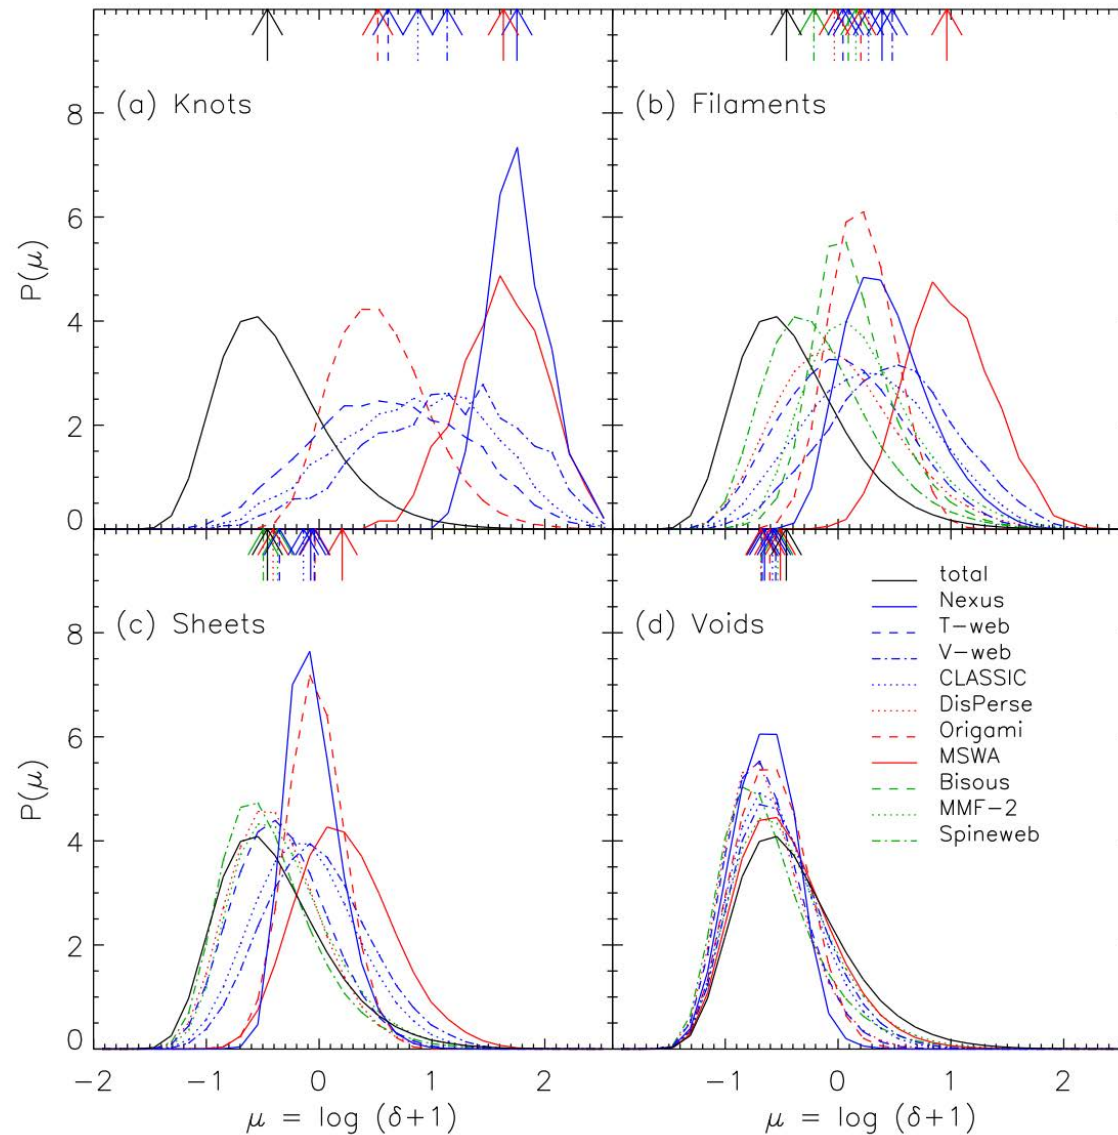 (a) Knots
(b) Filaments
8
6
4
2
0
P(μ)
(c) Sheets
(d) Voids
8
6
4
2
0
P(μ)
total
Nexus
T-web
V-web
CLASSIC
DisPerse
Origami
MSWA
Bisous
MMF-2
Spineweb
-2 -1 0 1 2
-1 0 1 2
μ = log (δ+1)
μ = log (δ+1)